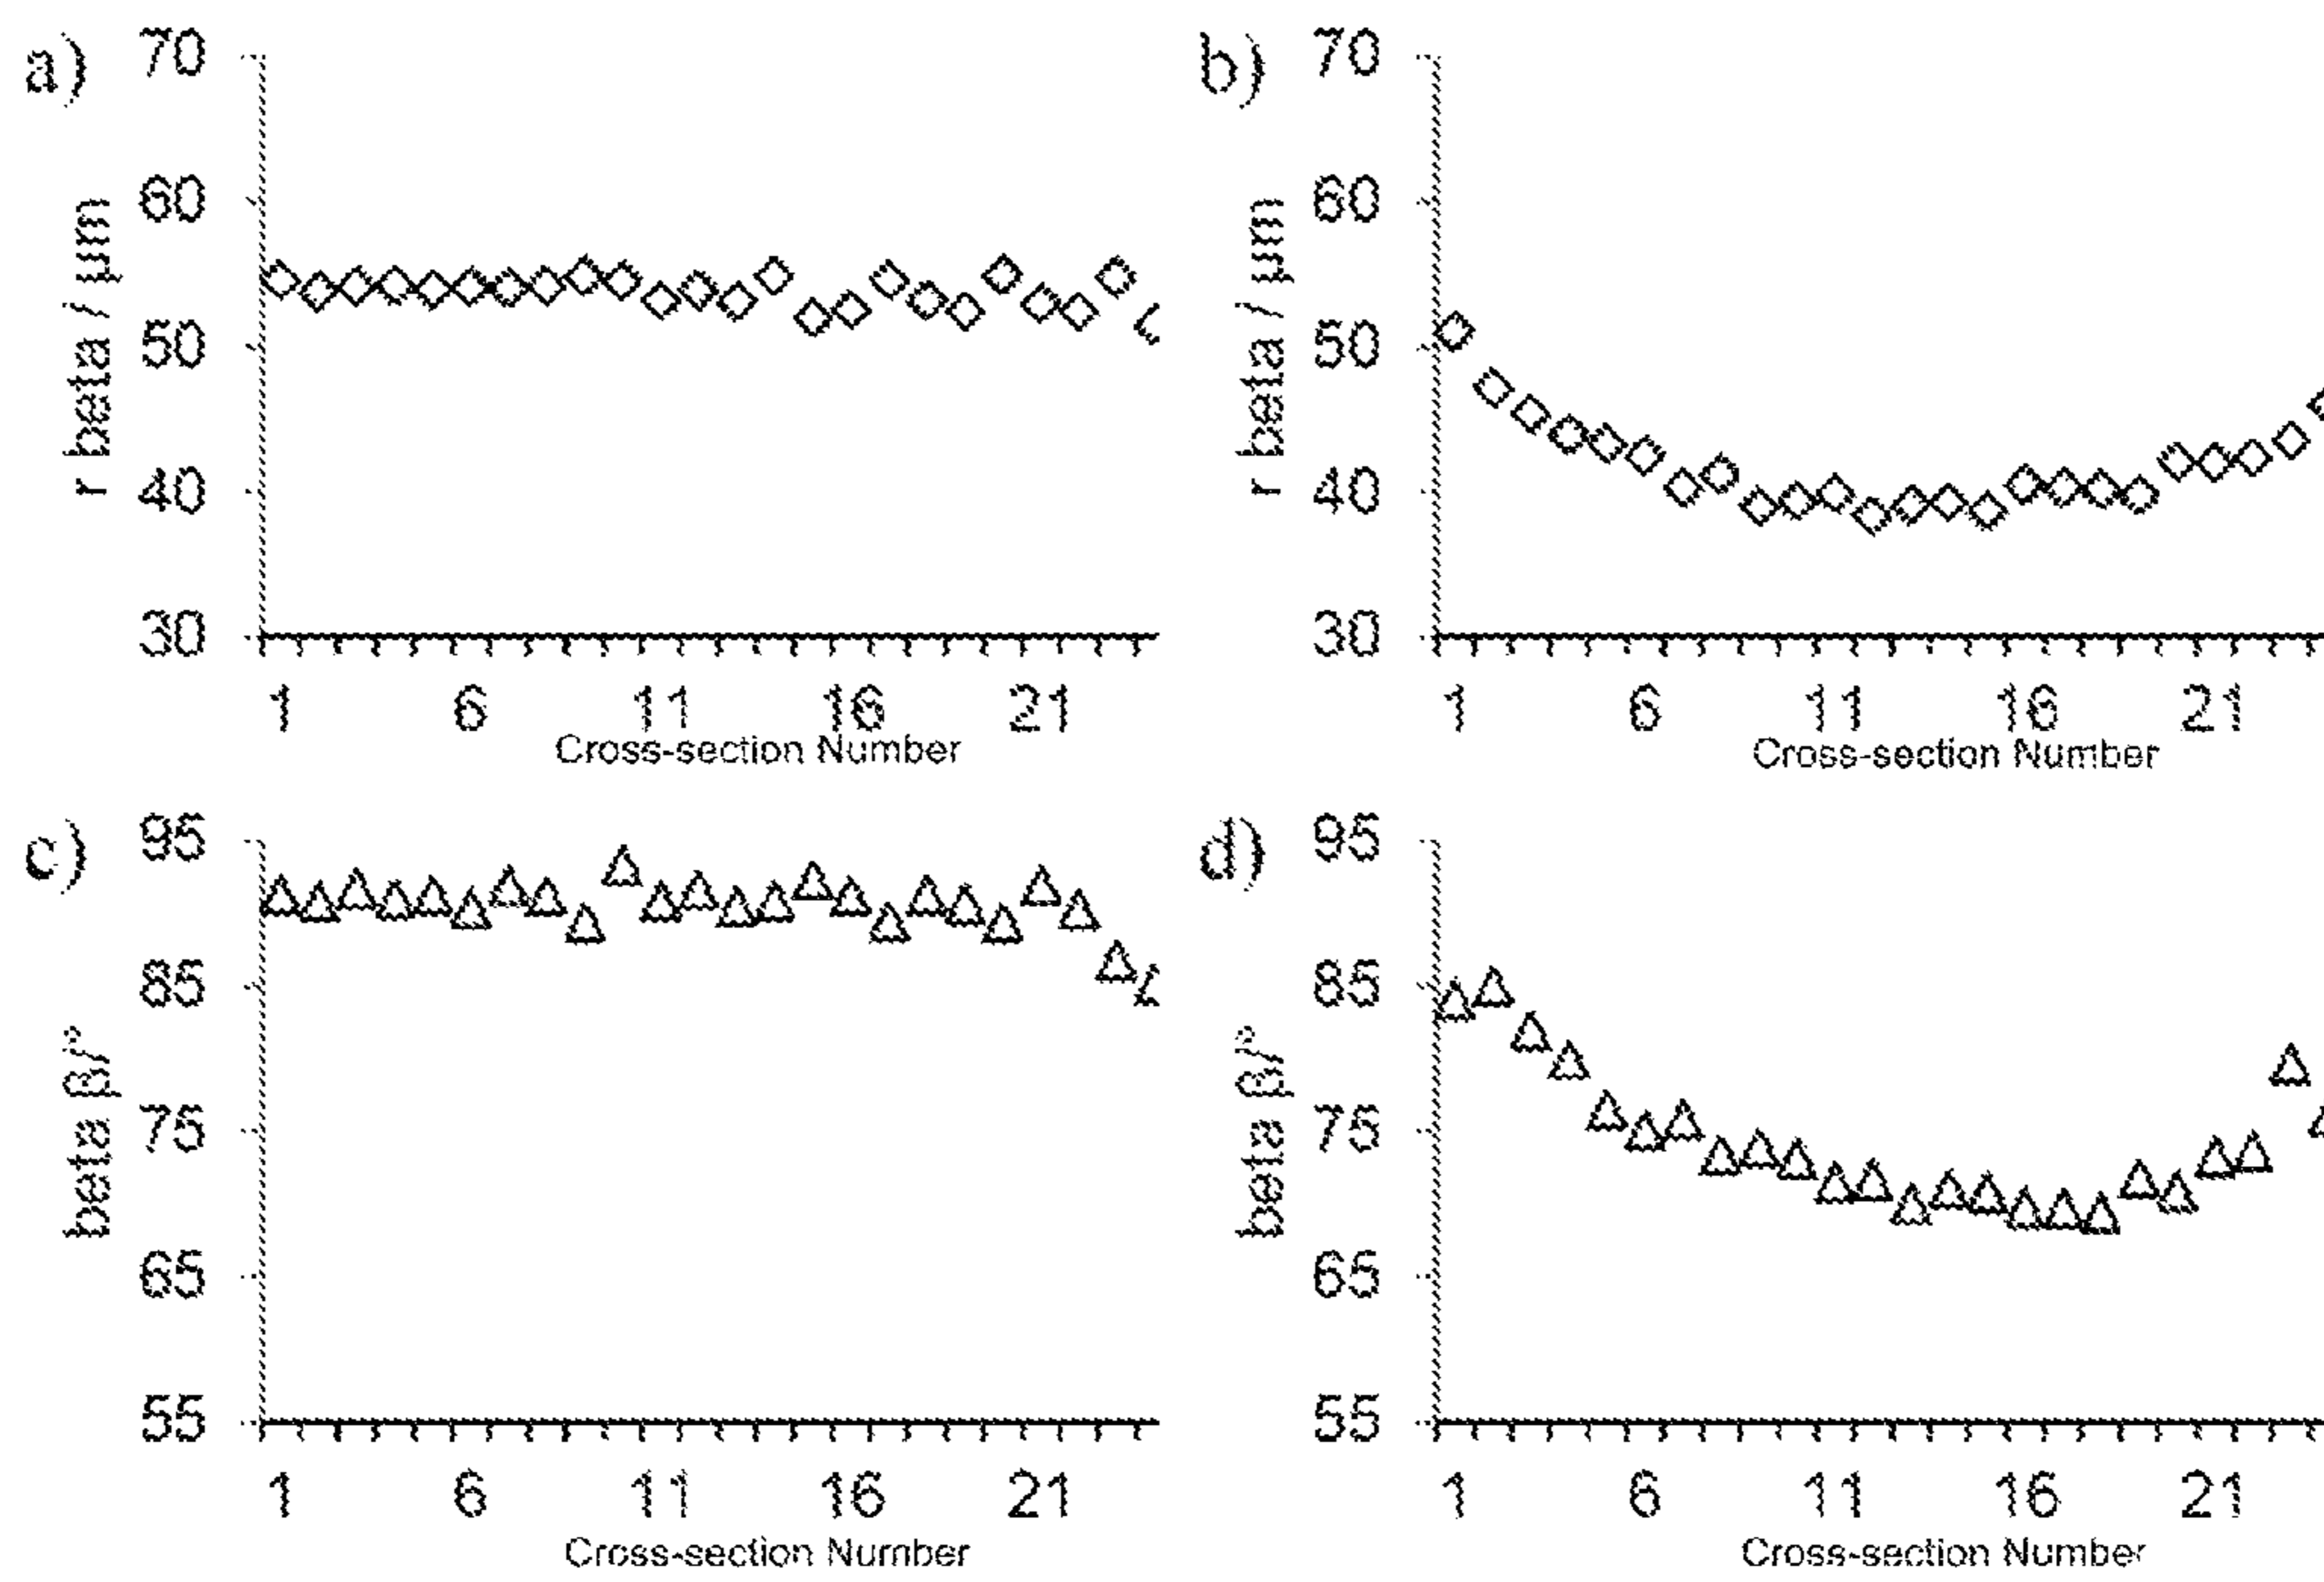 a)
70
60
50
40
30
r beta / µm
1 6 11 16 21
Cross-section Number
b)
70
60
50
40
30
r beta / µm
1 6 11 16 21
Cross-section Number
c)
95
85
75
65
55
beta β/°
1 6 11 16 21
Cross-section Number
d)
95
85
75
65
55
beta β/°
1 6 11 16 21
Cross-section Number